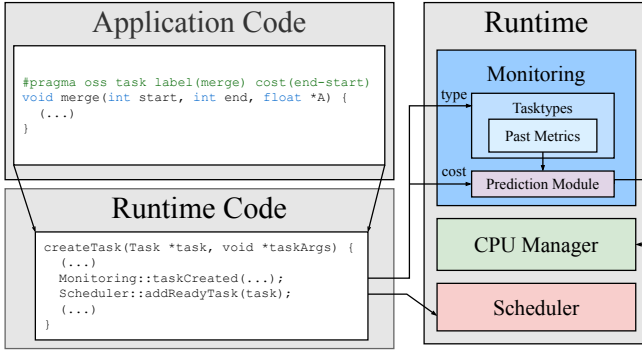 Application Code
#pragma oss task label(merge) cost(end-start)
void merge(int start, int end, float *A) {
(...)
}
Runtime Code
createTask(Task *task, void *taskArgs) {
(...)
Monitoring::taskCreated(...);
Scheduler::addReadyTask(task);
(...)
}
Runtime
Monitoring
type
Tasktypes
Past Metrics
cost
Prediction Module
CPU Manager
Scheduler